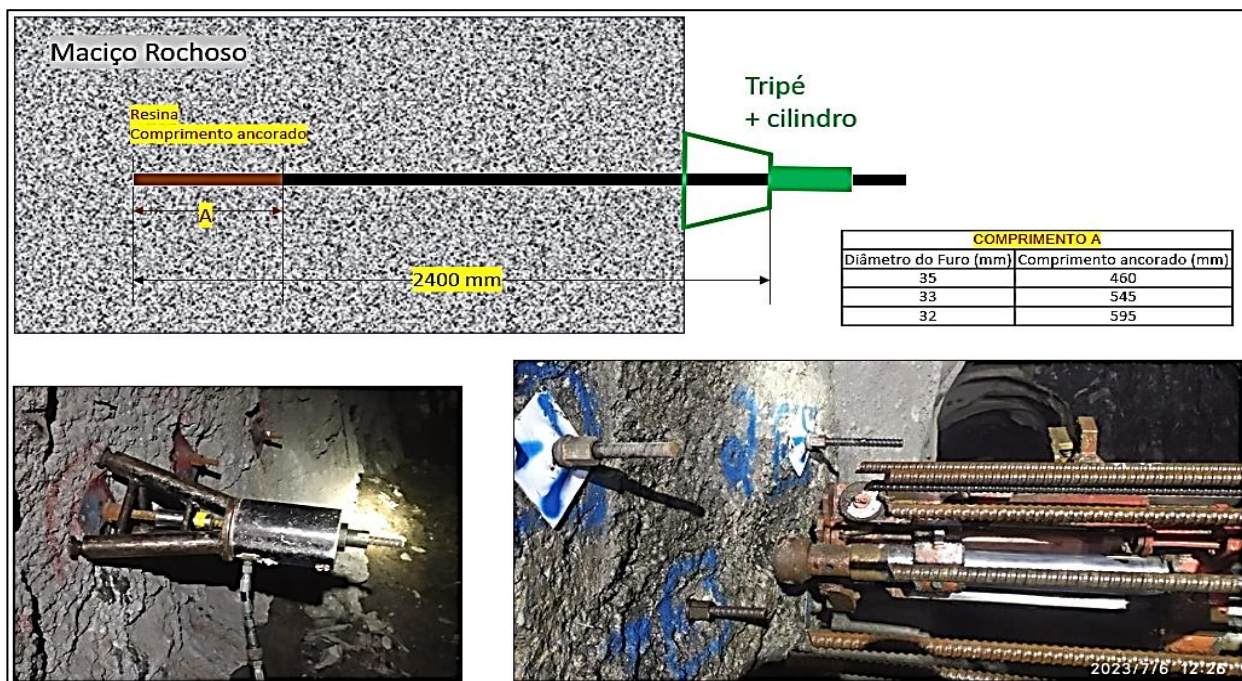 Maciço Rochoso
Resina
Comprimento ancorado
A
2400 mm
Tripé
+ cilindro
COMPRIMENTO A
Diâmetro do Furo (mm) Comprimento ancorado (mm)
35 460
33 545
32 595
2023/7/6 12:26